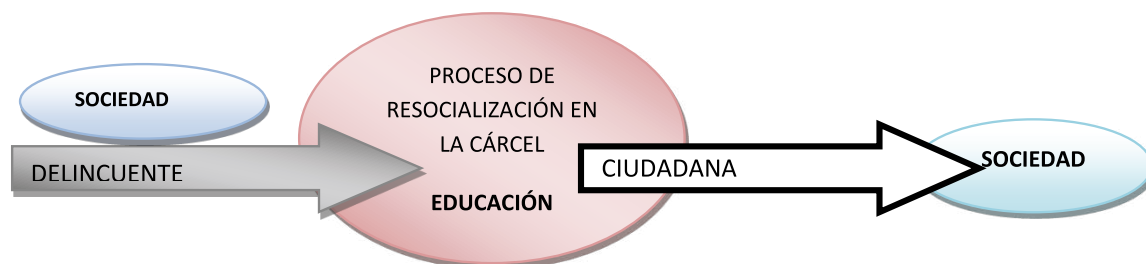 SOCIEDAD
DELINCUENTE
PROCESO DE
RESOCIALIZACIÓN EN
LA CÁRCEL
EDUCACIÓN
CIUDADANA
SOCIEDAD